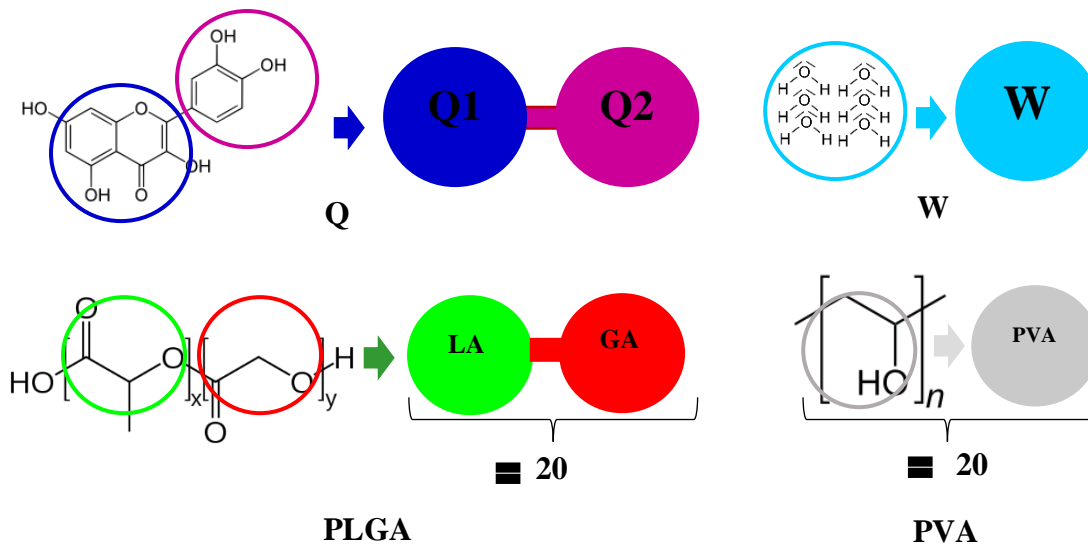 OH
OH
HO
O
OH
O
OH
Q1
Q2
Q
O
H H
O
H H
O
H H
O
H H
O
H H
O
H H
W
W
O
HO
[
O
]x
[
O
O
]y
H
LA
GA
= 20
PLGA
[
HO
]n
PVA
= 20
PVA